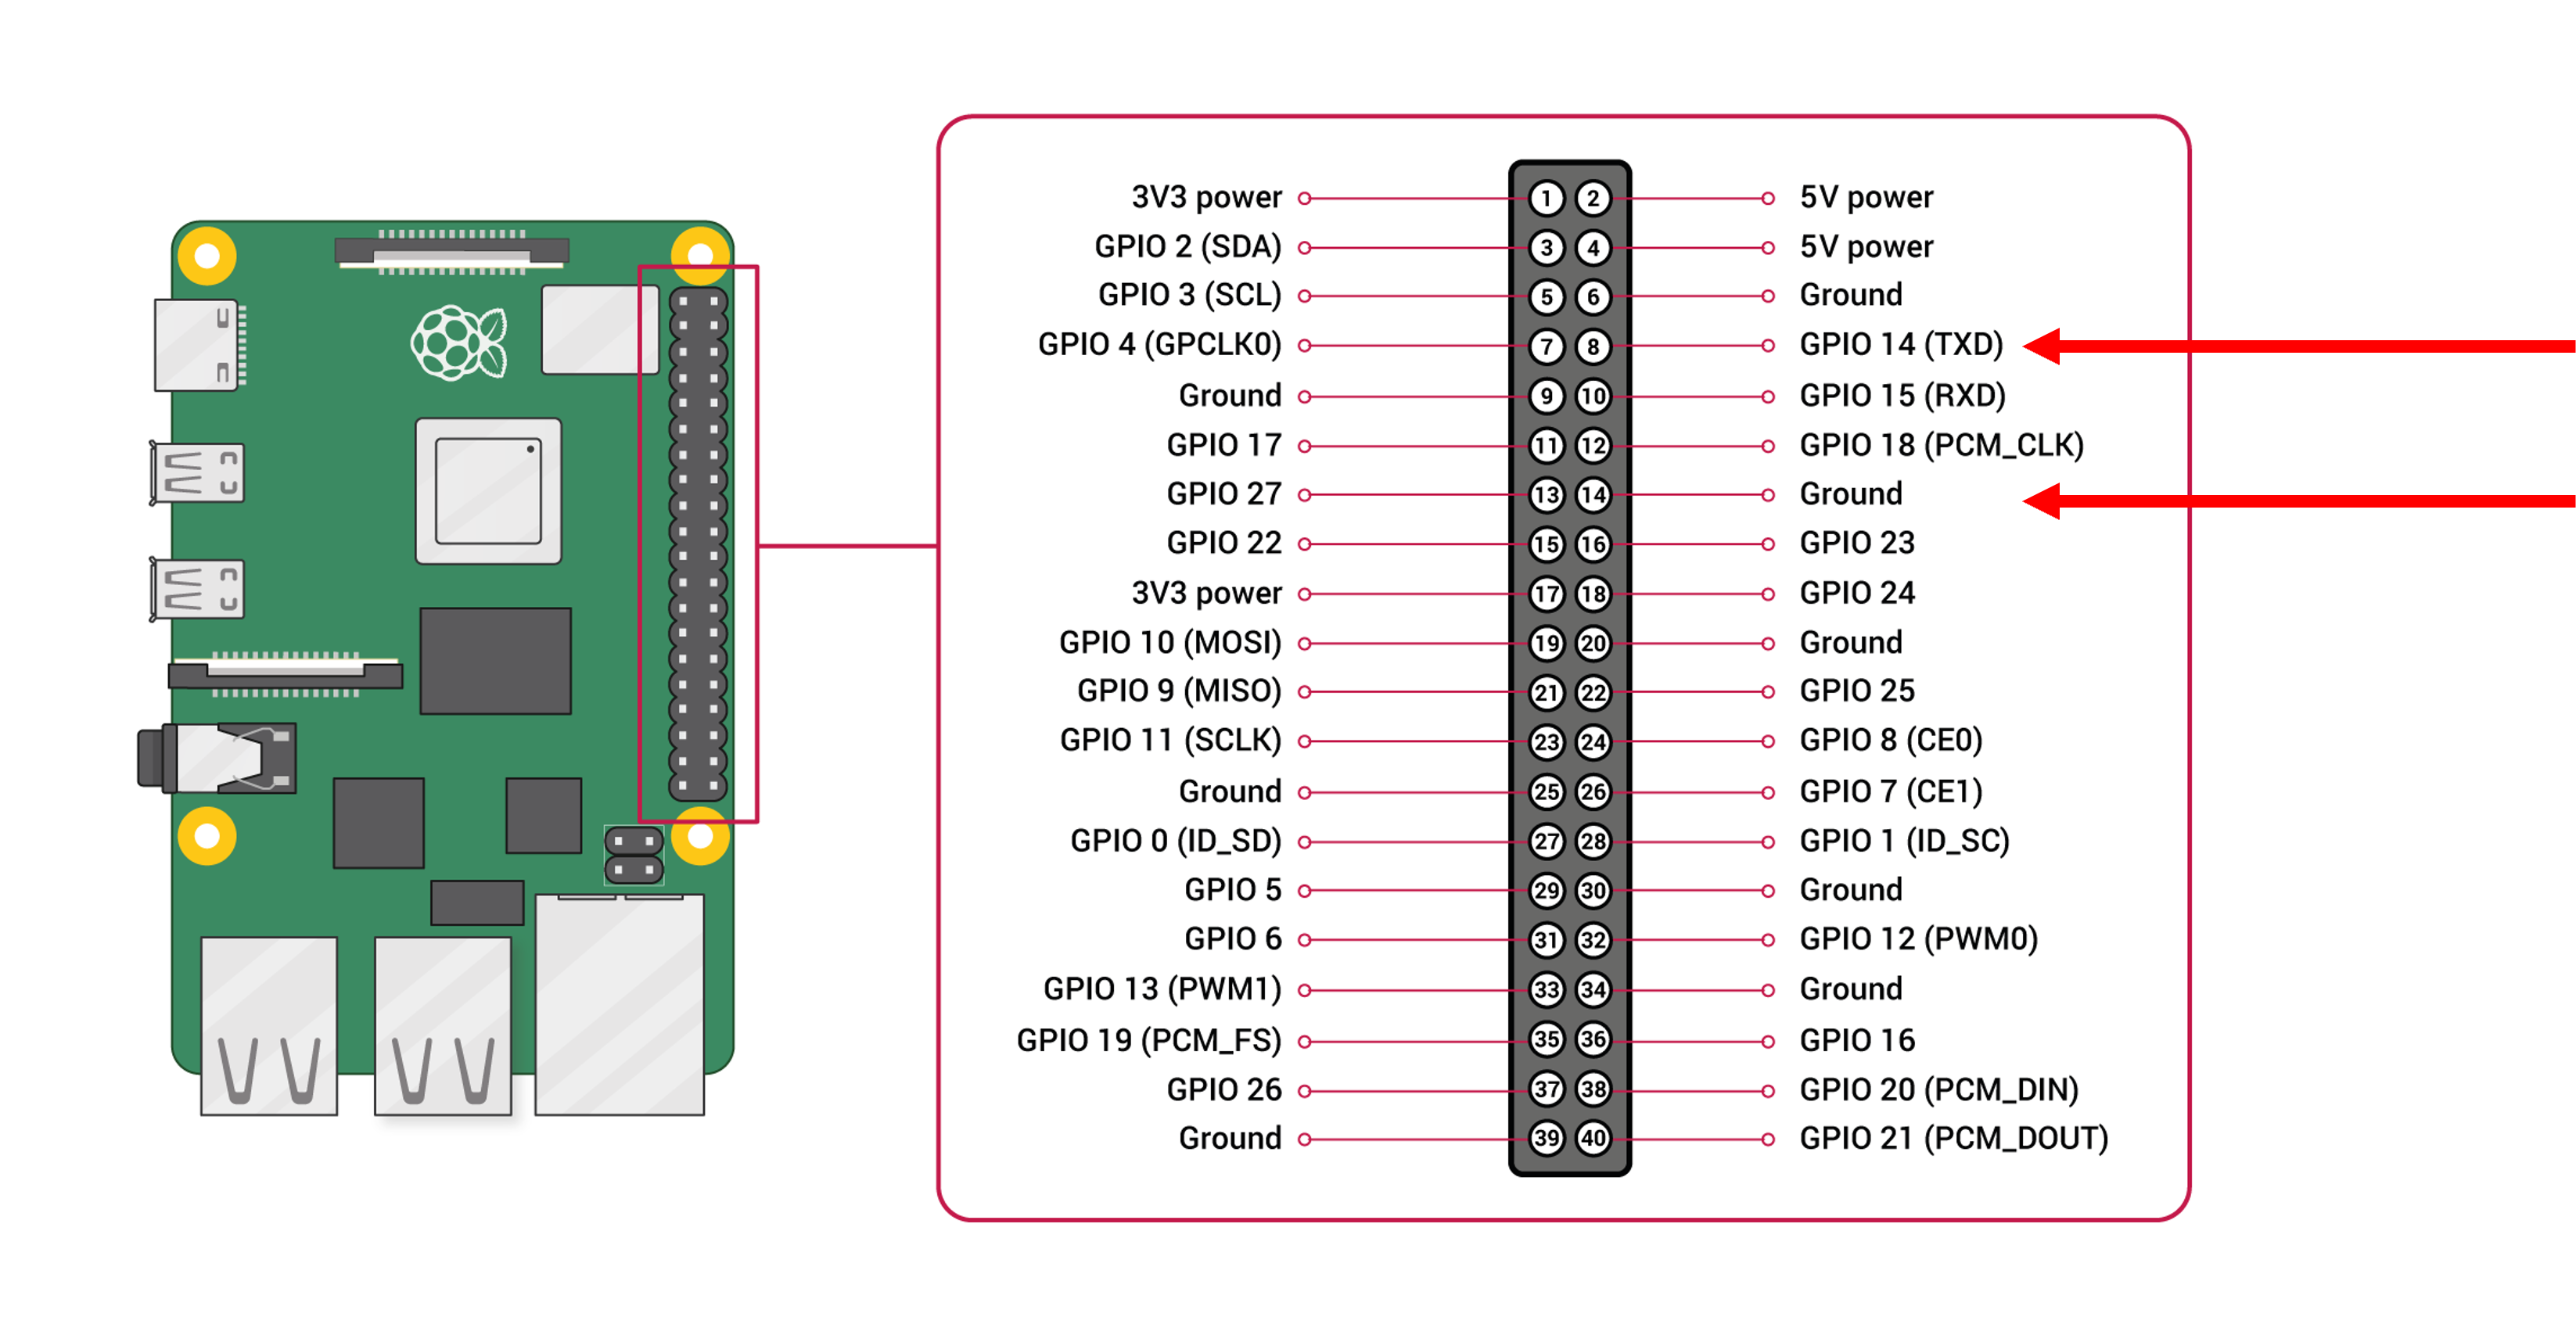 3V3 power 1 2 5V power
GPIO 2 (SDA) 3 4 5V power
GPIO 3 (SCL) 5 6 Ground
GPIO 4 (GPCLK0) 7 8 GPIO 14 (TXD)
Ground 9 10 GPIO 15 (RXD)
GPIO 17 11 12 GPIO 18 (PCM_CLK)
GPIO 27 13 14 Ground
GPIO 22 15 16 GPIO 23
3V3 power 17 18 GPIO 24
GPIO 10 (MOSI) 19 20 Ground
GPIO 9 (MISO) 21 22 GPIO 25
GPIO 11 (SCLK) 23 24 GPIO 8 (CE0)
Ground 25 26 GPIO 7 (CE1)
GPIO 0 (ID_SD) 27 28 GPIO 1 (ID_SC)
GPIO 5 29 30 Ground
GPIO 6 31 32 GPIO 12 (PWM0)
GPIO 13 (PWM1) 33 34 Ground
GPIO 19 (PCM_FS) 35 36 GPIO 16
GPIO 26 37 38 GPIO 20 (PCM_DIN)
Ground 39 40 GPIO 21 (PCM_DOUT)